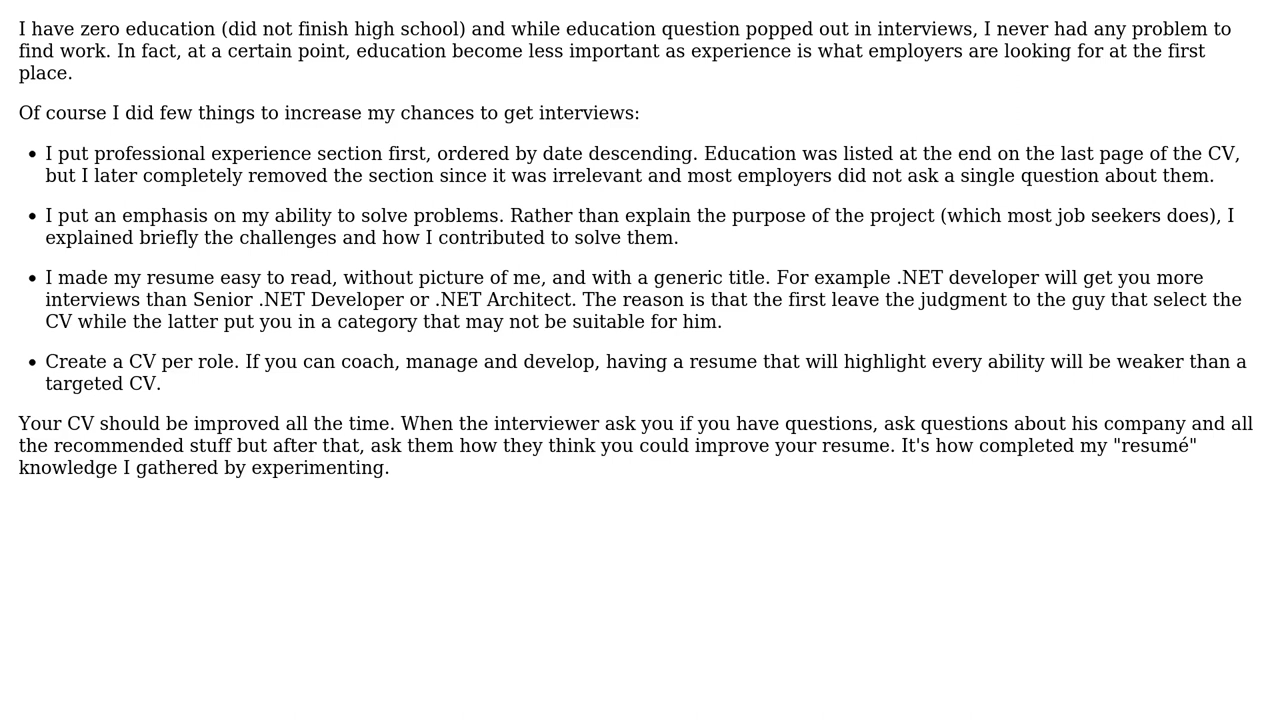 I have zero education (did not finish high school) and while education question popped out in interviews, I never had any problem to
find work. In fact, at a certain point, education become less important as experience is what employers are looking for at the first
place.
Of course I did few things to increase my chances to get interviews:
• I put professional experience section first, ordered by date descending. Education was listed at the end on the last page of the CV,
but I later completely removed the section since it was irrelevant and most employers did not ask a single question about them.
• I put an emphasis on my ability to solve problems. Rather than explain the purpose of the project (which most job seekers does), I
explained briefly the challenges and how I contributed to solve them.
• I made my resume easy to read, without picture of me, and with a generic title. For example .NET developer will get you more
interviews than Senior .NET Developer or .NET Architect. The reason is that the first leave the judgment to the guy that select the
CV while the latter put you in a category that may not be suitable for him.
• Create a CV per role. If you can coach, manage and develop, having a resume that will highlight every ability will be weaker than a
targeted CV.
Your CV should be improved all the time. When the interviewer ask you if you have questions, ask questions about his company and all
the recommended stuff but after that, ask them how they think you could improve your resume. It's how completed my "resumé"
knowledge I gathered by experimenting.